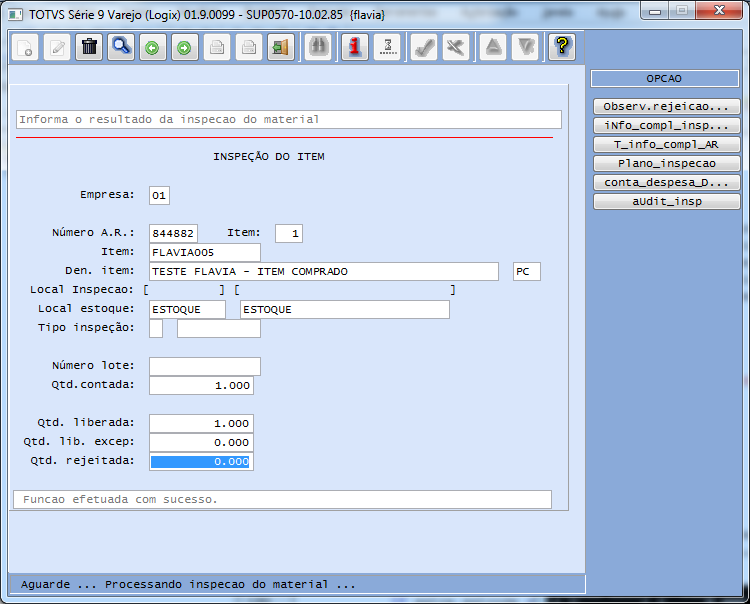 TOTVS Série 9 Varejo (Logix) 01.9.0099 - SUP0570-10.02.85 {flavia}
OPCAO
Observ.rejeicao...
iNfo_compl_insp...
T_info_compl_AR
Plano_inspecao
conta_despesa_D...
aUdit_insp
Informa o resultado da inspecao do material
INSPEÇÃO DO ITEM
Empresa: 01
Número A.R.: 844882 Item: 1
Item: FLAVIA005
Den. item: TESTE FLAVIA - ITEM COMPRADO PC
Local Inspecao: [ ] [ ]
Local estoque: ESTOQUE ESTOQUE
Tipo inspeção:
Número lote:
Qtd.contada: 1.000
Qtd. liberada: 1.000
Qtd. lib. excep: 0.000
Qtd. rejeitada: 0.000
Funcao efetuada com sucesso.
Aguarde ... Processando inspecao do material ...